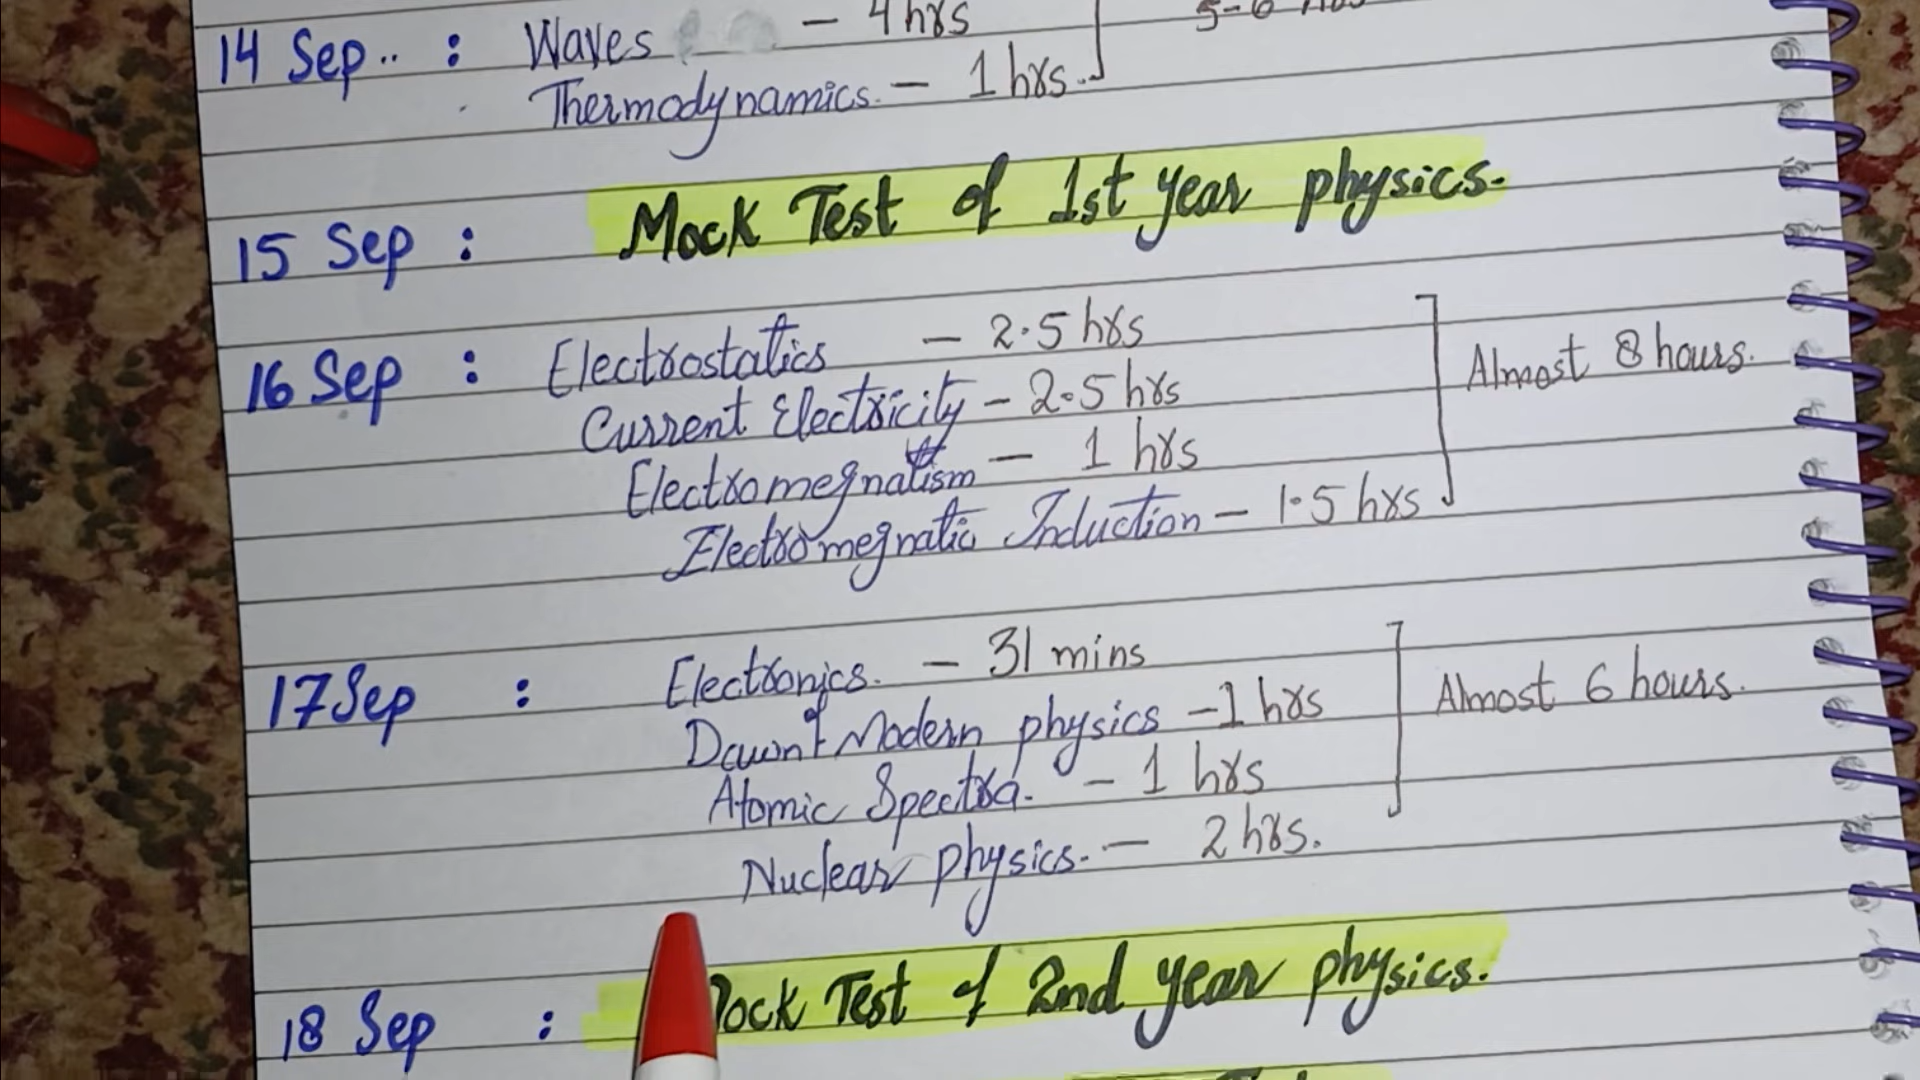 14 Sep.. : Waves — 4 hrs
Thermodynamics. — 1 hrs.
15 Sep : Mock Test of 1st year physics.
16 Sep : Electrostatics — 2.5 hrs
Current Electricity — 2.5 hrs
Almost 8 hours.
Electromegnatism — 1 hrs
Electromegnatic Induction — 1.5 hrs
17 Sep : Electronics. — 31 mins
Dawn of Modern physics — 1 hrs
Almost 6 hours.
Atomic Spectra. — 1 hrs
Nuclear physics. — 2 hrs.
18 Sep : ock Test of 2nd year physics.